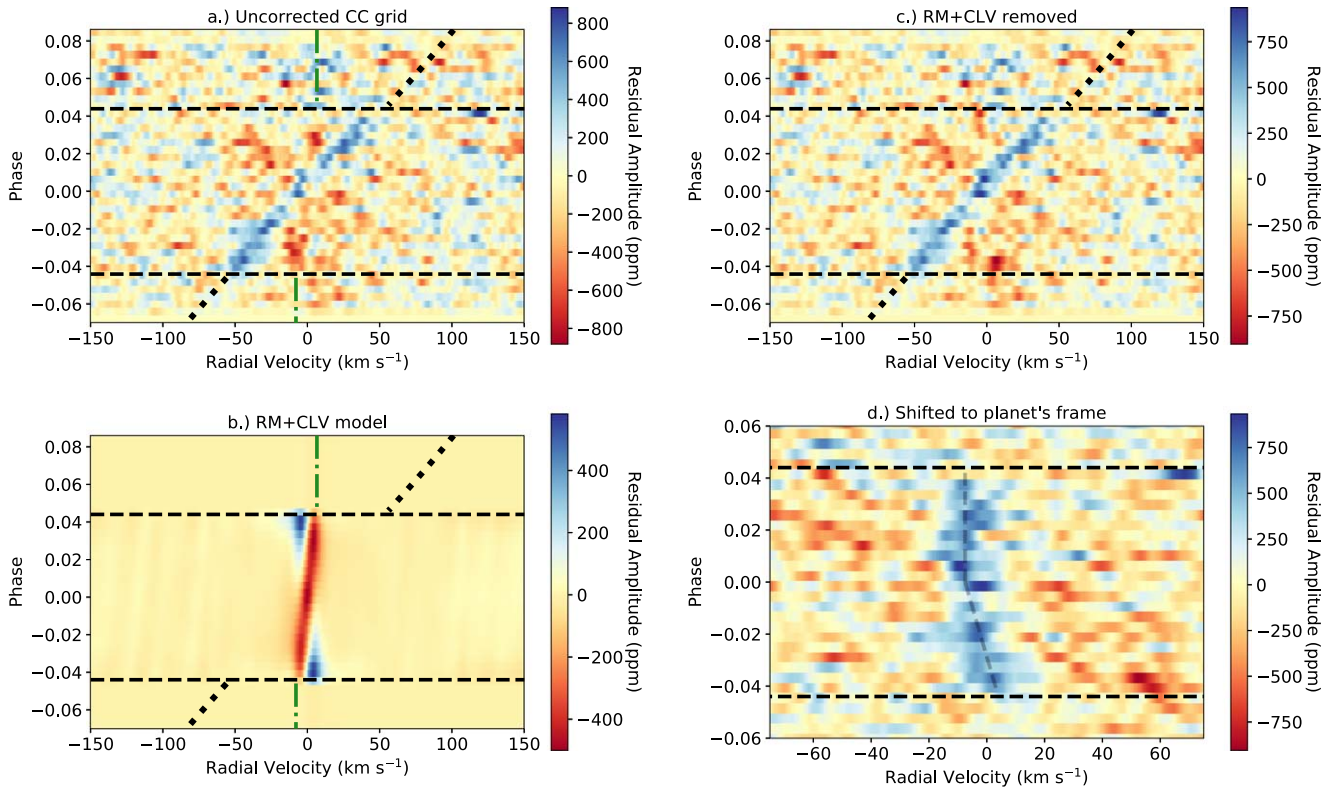 a.) Uncorrected CC grid
0.08
0.06
0.04
0.02
0.00
−0.02
−0.04
−0.06
Phase
−150 −100 −50 0 50 100 150
Radial Velocity (km s⁻¹)
800
600
400
200
0
−200
−400
−600
−800
Residual Amplitude (ppm)
c.) RM+CLV removed
0.08
0.06
0.04
0.02
0.00
−0.02
−0.04
−0.06
Phase
−150 −100 −50 0 50 100 150
Radial Velocity (km s⁻¹)
750
500
250
0
−250
−500
−750
Residual Amplitude (ppm)
b.) RM+CLV model
0.08
0.06
0.04
0.02
0.00
−0.02
−0.04
−0.06
Phase
−150 −100 −50 0 50 100 150
Radial Velocity (km s⁻¹)
400
200
0
−200
−400
Residual Amplitude (ppm)
d.) Shifted to planet's frame
0.06
0.04
0.02
0.00
−0.02
−0.04
−0.06
Phase
−60 −40 −20 0 20 40 60
Radial Velocity (km s⁻¹)
750
500
250
0
−250
−500
−750
Residual Amplitude (ppm)